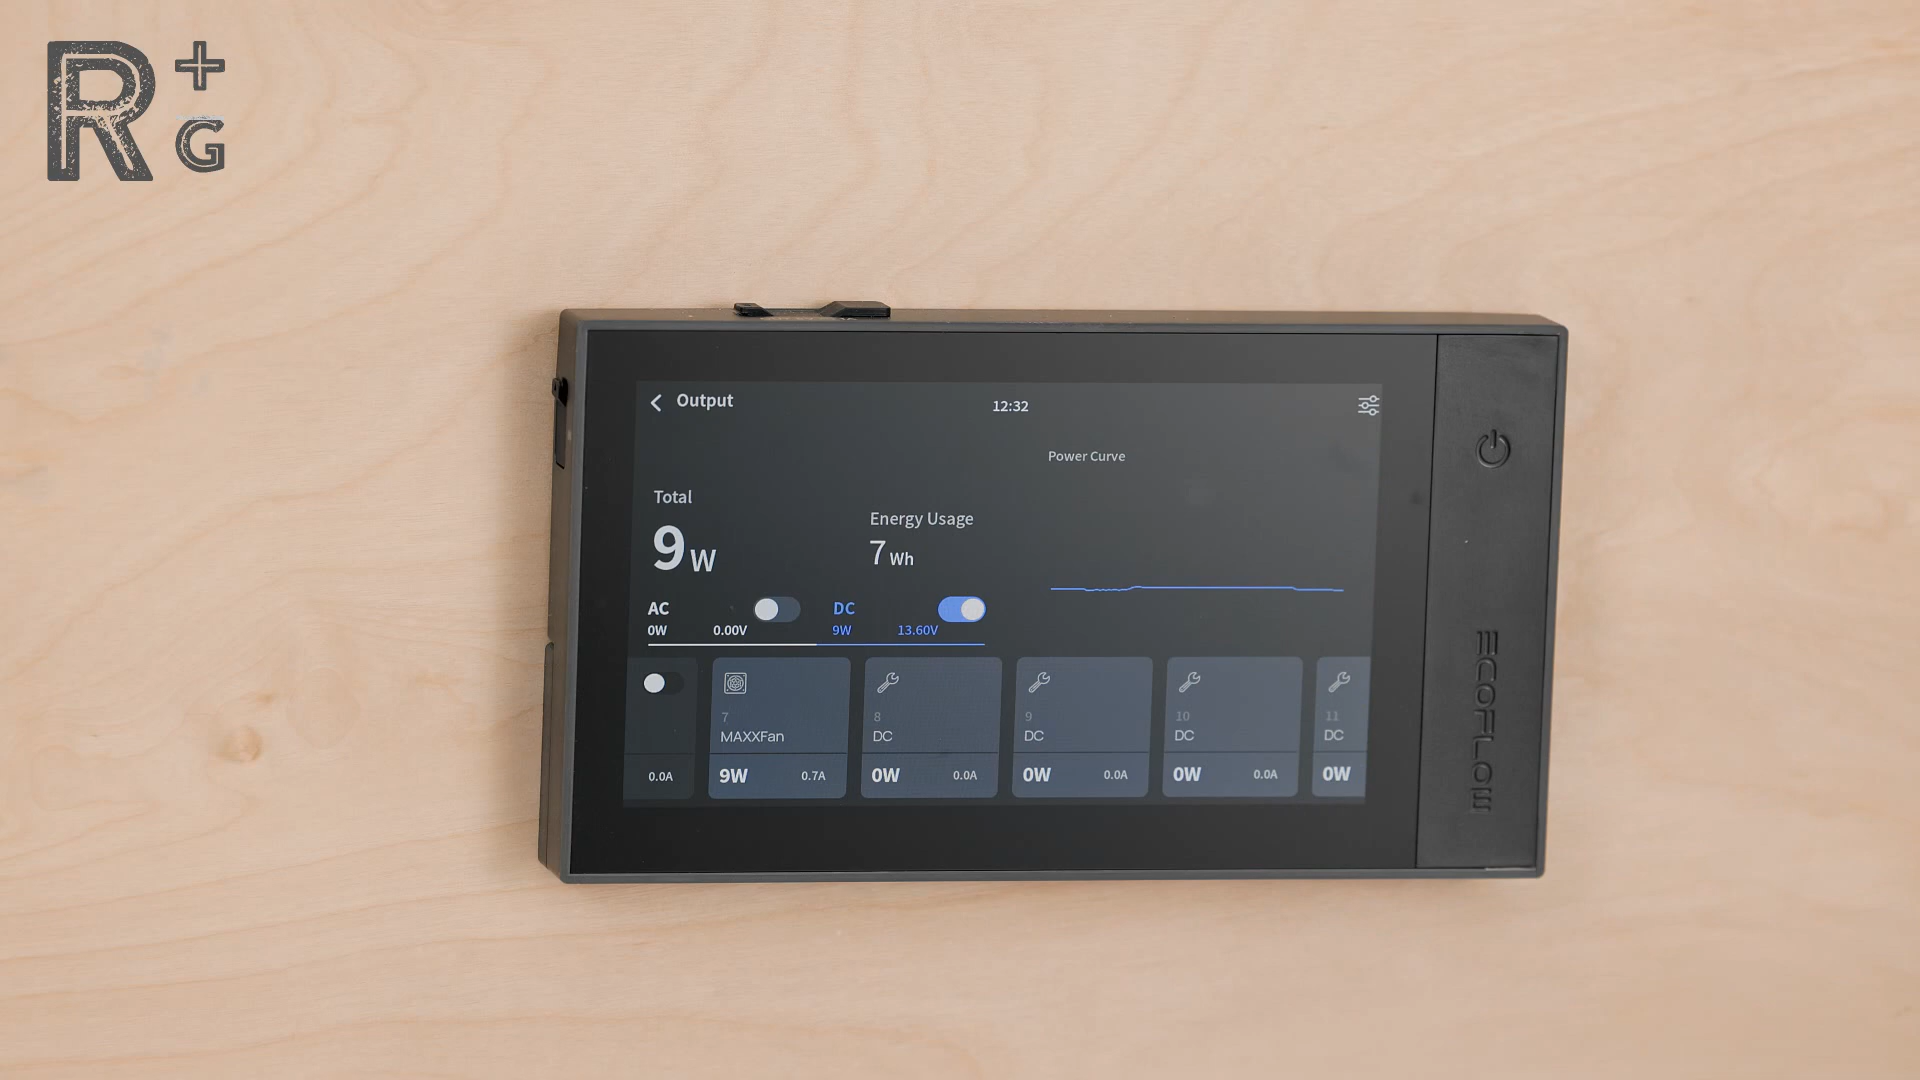 R+G
Output
12:32
Power Curve
Total
9W
Energy Usage
7 Wh
AC
0W 0.00V
DC
9W 13.60V
0.0A
7
MAXXFan
9W 0.7A
8
DC
0W 0.0A
9
DC
0W 0.0A
10
DC
0W 0.0A
11
DC
0W
ECOFLOW